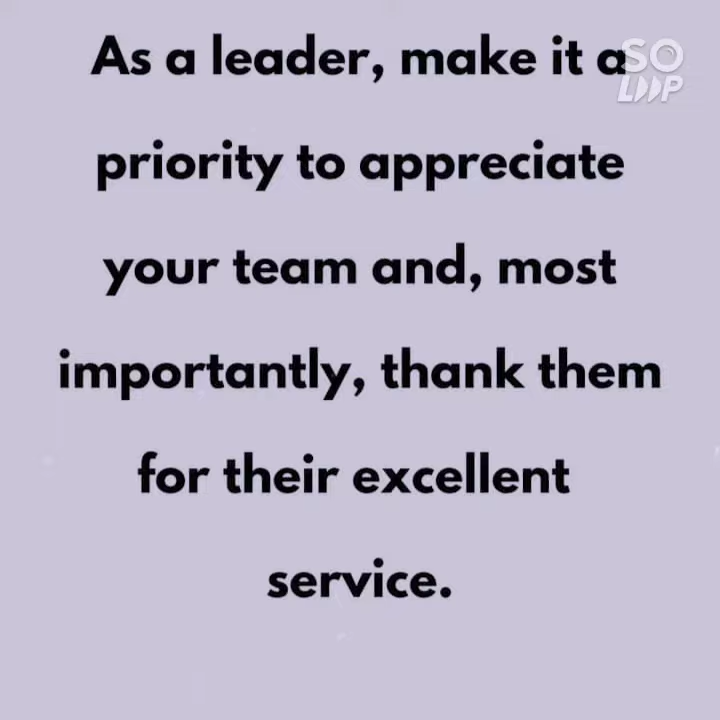 As a leader, make it a
priority to appreciate
your team and, most
importantly, thank them
for their excellent
service.
SO
LOOP